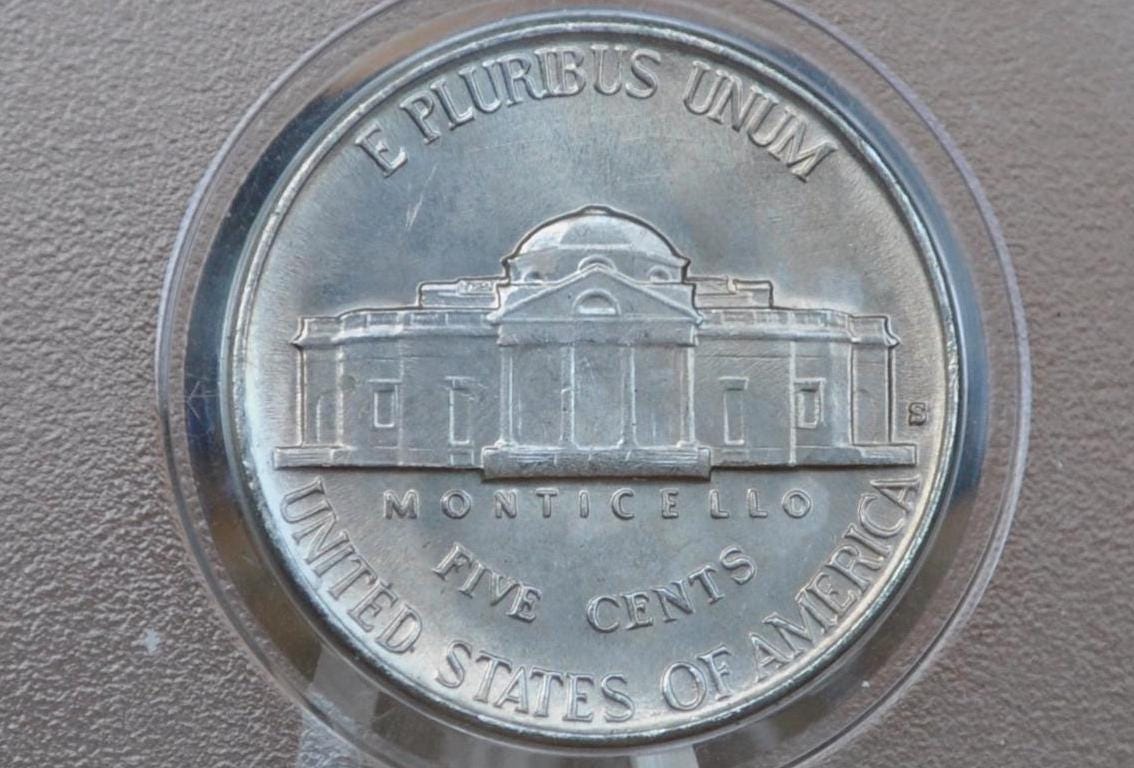 E PLURIBUS UNUM
S
MONTICELLO
FIVE CENTS
UNITED STATES OF AMERICA